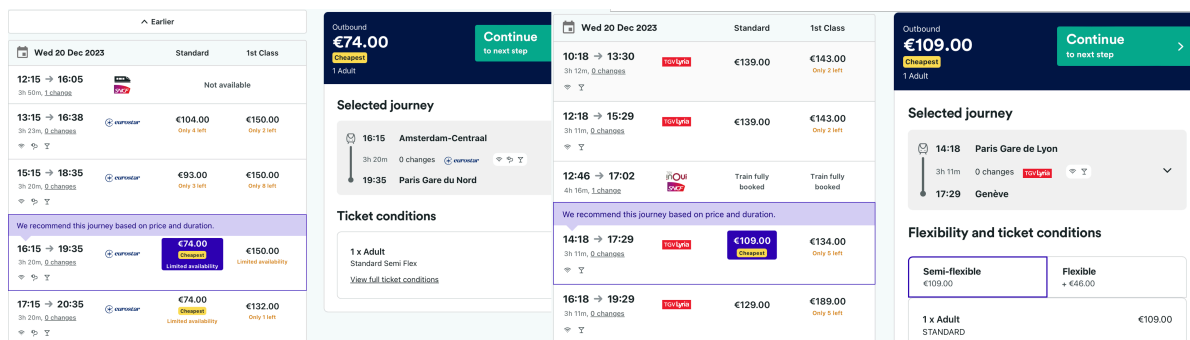 Earlier
Wed 20 Dec 2023 Standard 1st Class
12:15 → 16:05 SNCF Not available
3h 50m, 1 change
13:15 → 16:38 eurostar €104.00 €150.00
3h 23m, 0 changes Only 4 left Only 2 left
15:15 → 18:35 eurostar €93.00 €150.00
3h 20m, 0 changes Only 3 left Only 8 left
We recommend this journey based on price and duration.
16:15 → 19:35 eurostar €74.00 €150.00
3h 20m, 0 changes Cheapest Limited availability
Limited availability
17:15 → 20:35 eurostar €74.00 €132.00
3h 20m, 0 changes Cheapest Only 1 left
Limited availability
Outbound
€74.00
Cheapest
1 Adult
Continue
to next step
Selected journey
16:15 Amsterdam-Centraal
3h 20m 0 changes eurostar
19:35 Paris Gare du Nord
Ticket conditions
1 x Adult
Standard Semi Flex
View full ticket conditions
Wed 20 Dec 2023 Standard 1st Class
10:18 → 13:30 TGV Lyria €139.00 €143.00
3h 12m, 0 changes Only 2 left
12:18 → 15:29 TGV Lyria €139.00 €143.00
3h 11m, 0 changes Only 2 left
12:46 → 17:02 inOui SNCF Train fully booked Train fully booked
4h 16m, 1 change
We recommend this journey based on price and duration.
14:18 → 17:29 TGV Lyria €109.00 €134.00
3h 11m, 0 changes Cheapest Only 5 left
16:18 → 19:29 TGV Lyria €129.00 €189.00
3h 11m, 0 changes Only 5 left
Outbound
€109.00
Cheapest
1 Adult
Continue
to next step
Selected journey
14:18 Paris Gare de Lyon
3h 11m 0 changes TGV Lyria
17:29 Genève
Flexibility and ticket conditions
Semi-flexible Flexible
€109.00 + €46.00
1 x Adult €109.00
STANDARD